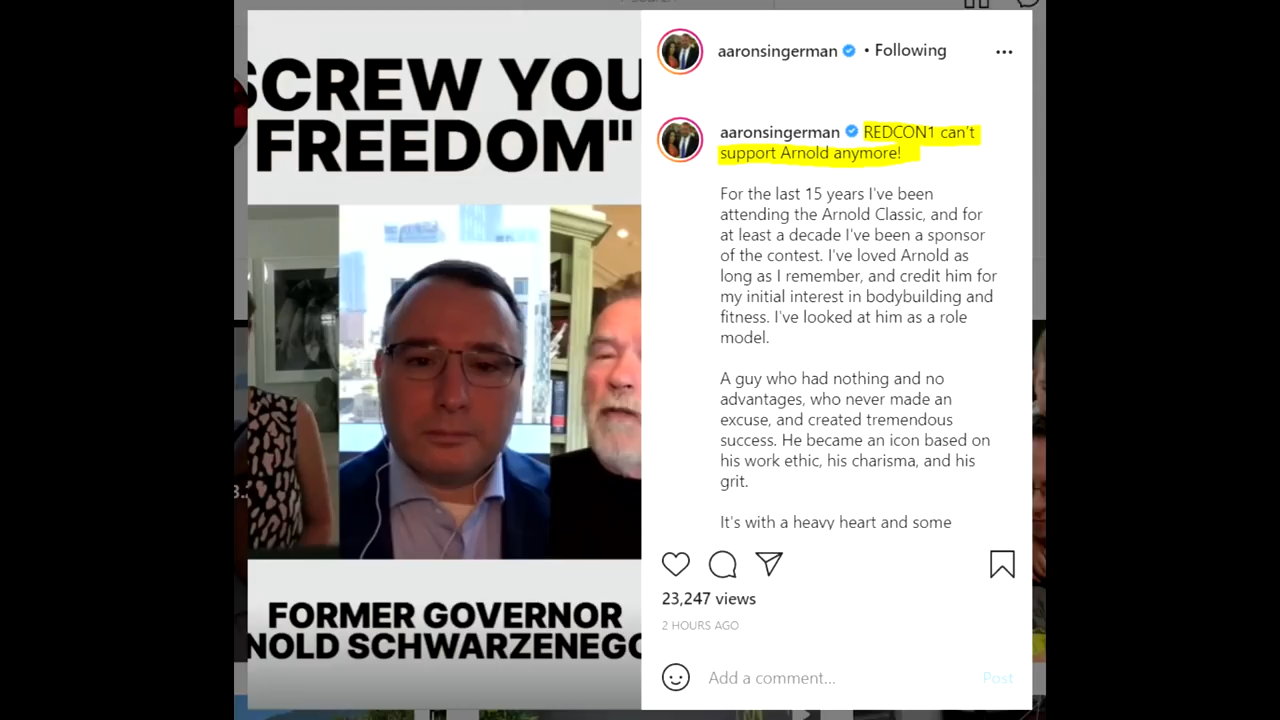 SCREW YOU
FREEDOM"
FORMER GOVERNOR
NOLD SCHWARZENEGG
aaronsingerman • Following
aaronsingerman REDCON1 can't
support Arnold anymore!
For the last 15 years I've been
attending the Arnold Classic, and for
at least a decade I've been a sponsor
of the contest. I've loved Arnold as
long as I remember, and credit him for
my initial interest in bodybuilding and
fitness. I've looked at him as a role
model.
A guy who had nothing and no
advantages, who never made an
excuse, and created tremendous
success. He became an icon based on
his work ethic, his charisma, and his
grit.
It's with a heavy heart and some
23,247 views
2 HOURS AGO
Add a comment...
Post